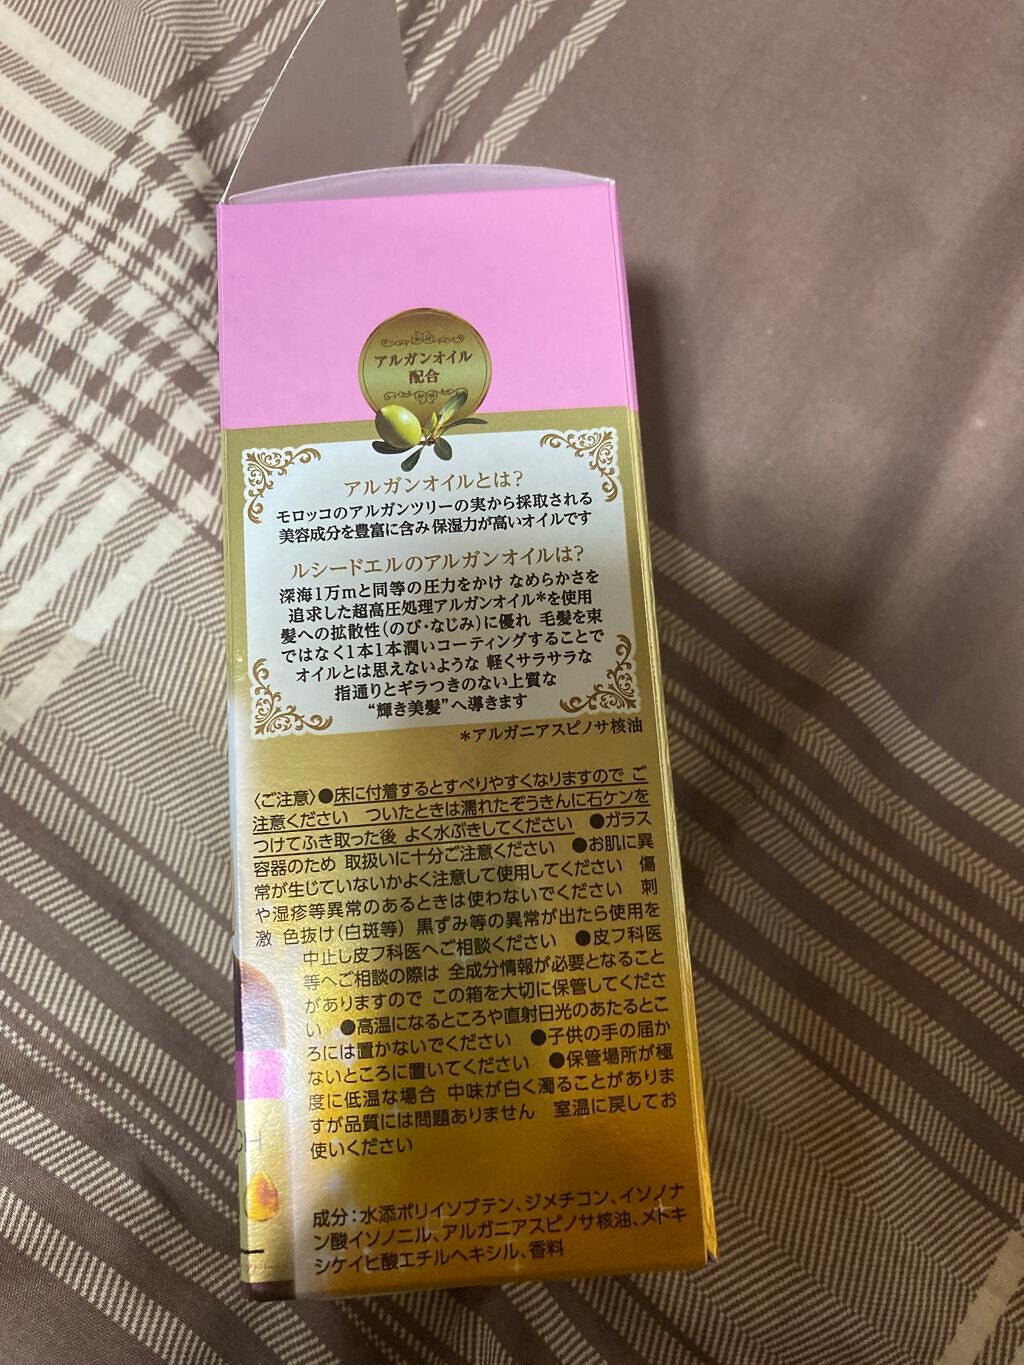 アルガンオイル
配合
アルガンオイルとは?
モロッコのアルガンツリーの実から採取される
美容成分を豊富に含み 保湿力が高いオイルです
ルシードエルのアルガンオイルは?
深海1万mと同等の圧力をかけ なめらかさを
追求した超高圧処理アルガンオイル*を使用
髪への拡散性(のび・なじみ)に優れ 毛髪を束
ではなく1本1本潤いコーティングすることで
オイルとは思えないような 軽くサラサラな
指通りとギラつきのない上質な
“輝き美髪”へ導きます
*アルガニアスピノサ核油
〈ご注意〉●床に付着するとすべりやすくなりますので ご
注意ください ついたときは濡れたぞうきんに石ケンを
つけてふき取った後 よく水ぶきしてください ●ガラス
容器のため 取扱いに十分ご注意ください ●お肌に異
常が生じていないかよく注意して使用してください 傷
や湿疹等異常のあるときは使わないでください 刺
激 色抜け(白斑等) 黒ずみ等の異常が出たら使用を
中止し皮フ科医へご相談ください ●皮フ科医
等へご相談の際は 全成分情報が必要となること
がありますので この箱を大切に保管してくださ
い ●高温になるところや直射日光のあたるとこ
ろには置かないでください ●子供の手の届か
ないところに置いてください ●保管場所が極
度に低温な場合 中味が白く濁ることがありま
すが品質には問題ありません 室温に戻してお
使いください
CH
成分:水添ポリイソブテン、ジメチコン、イソノナ
ン酸イソノニル、アルガニアスピノサ核油、メトキ
シケイヒ酸エチルヘキシル、香料